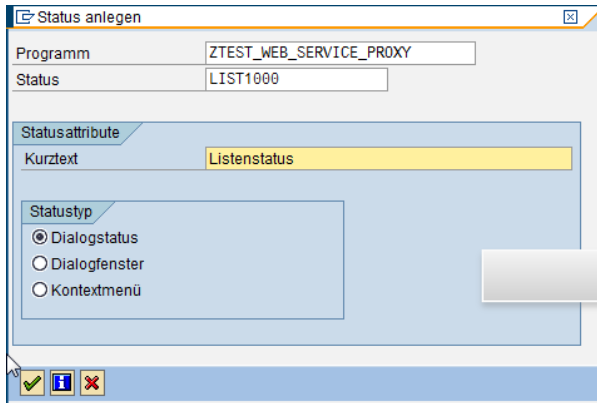 Status anlegen
Programm ZTEST_WEB_SERVICE_PROXY
Status LIST1000
Statusattribute
Kurztext Listenstatus
Statustyp
Dialogstatus
Dialogfenster
Kontextmenü